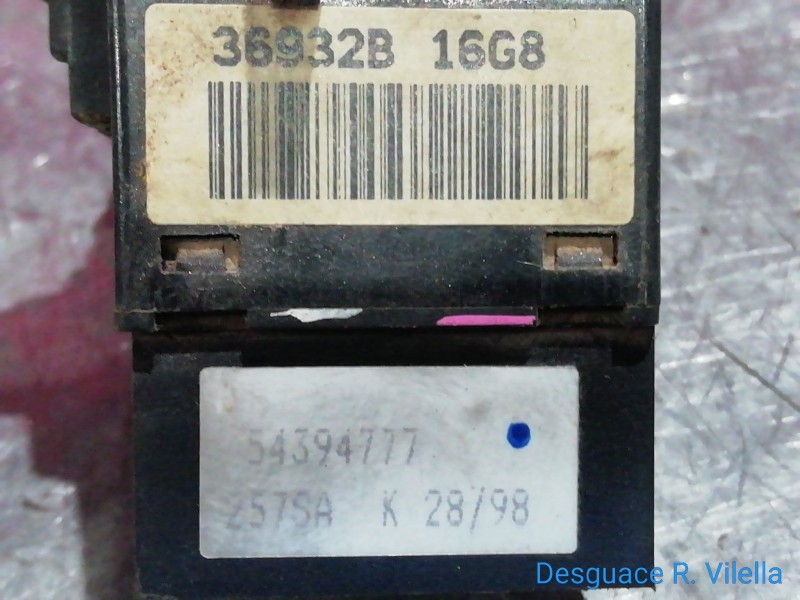 36932B 16G8
54394777
257SA K 28/98
Desguace R. Vilella